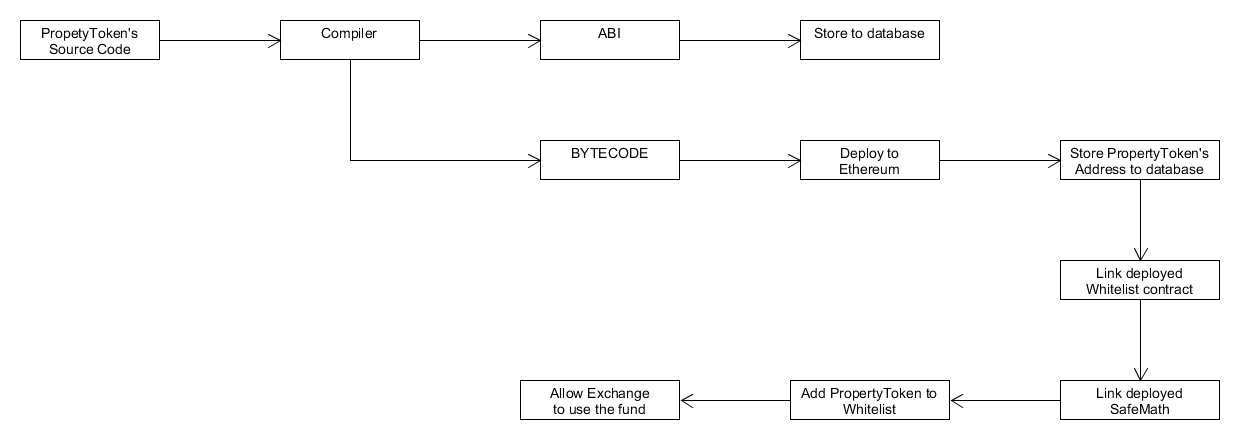 PropetyToken's
Source Code
Compiler
ABI
Store to database
BYTECODE
Deploy to
Ethereum
Store PropertyToken's
Address to database
Link deployed
Whitelist contract
Link deployed
SafeMath
Add PropertyToken to
Whitelist
Allow Exchange
to use the fund